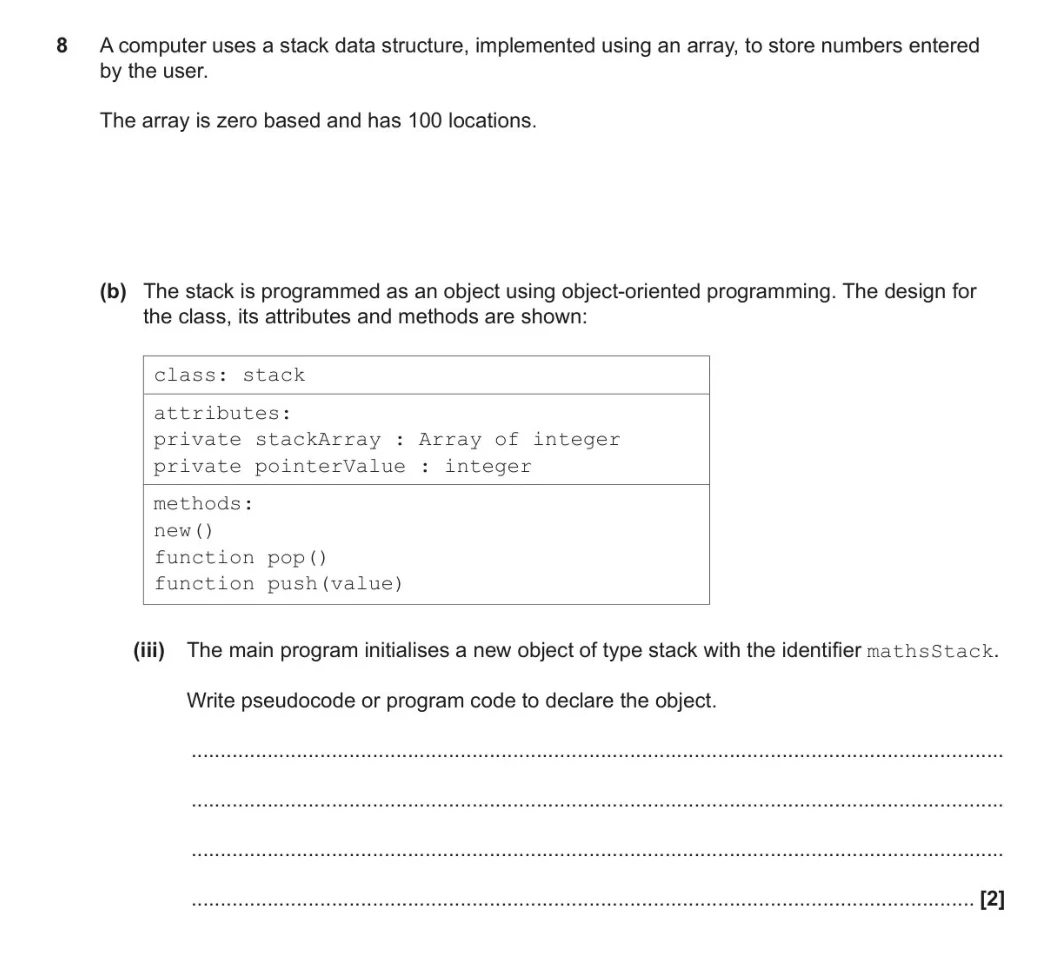 8 A computer uses a stack data structure, implemented using an array, to store numbers entered
by the user.
The array is zero based and has 100 locations.
(b) The stack is programmed as an object using object-oriented programming. The design for
the class, its attributes and methods are shown:
class: stack
attributes:
private stackArray : Array of integer
private pointerValue : integer
methods:
new()
function pop()
function push(value)
(iii) The main program initialises a new object of type stack with the identifier mathsStack.
Write pseudocode or program code to declare the object.
[2]